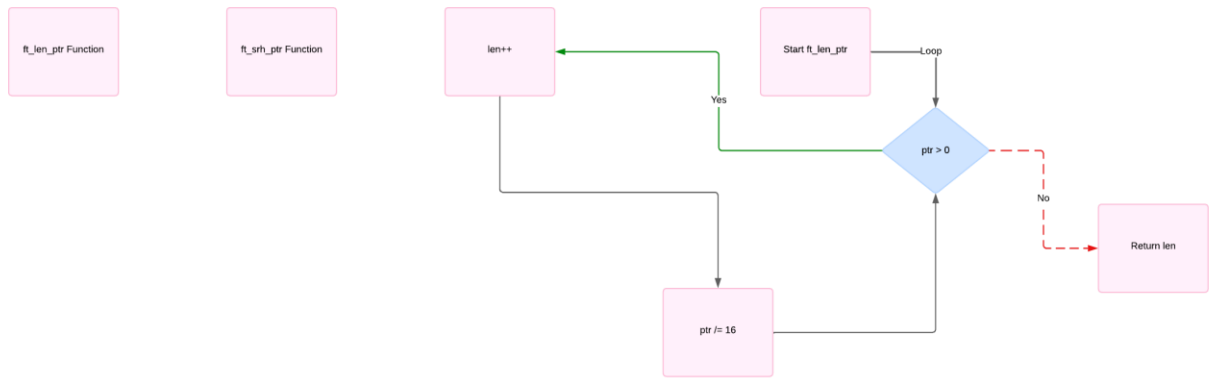 ft_len_ptr Function
ft_srh_ptr Function
len++
Start ft_len_ptr
Loop
Yes
ptr > 0
No
Return len
ptr /= 16